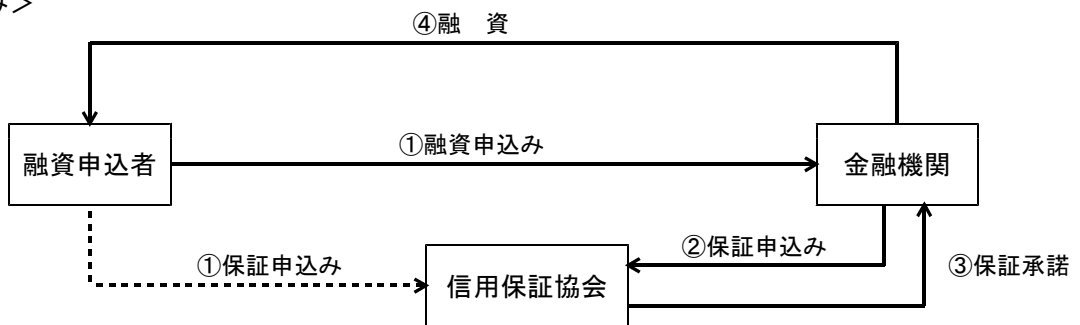 み＞
④融　資
融資申込者
①融資申込み
金融機関
②保証申込み
①保証申込み
信用保証協会
③保証承諾